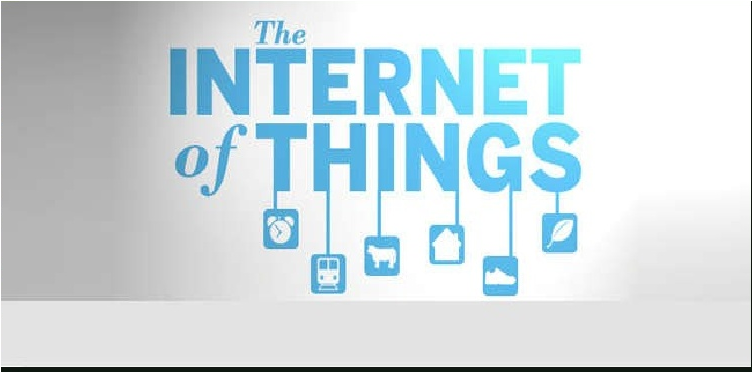 The
INTERNET
of THINGS